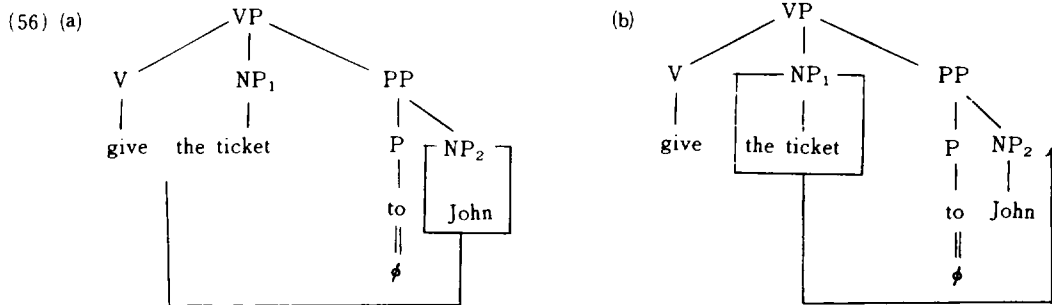 (56) (a) VP (b) VP
V NP₁ PP V NP₁ PP
give the ticket P NP₂ give the ticket P NP₂
to John to John
ϕ ϕ